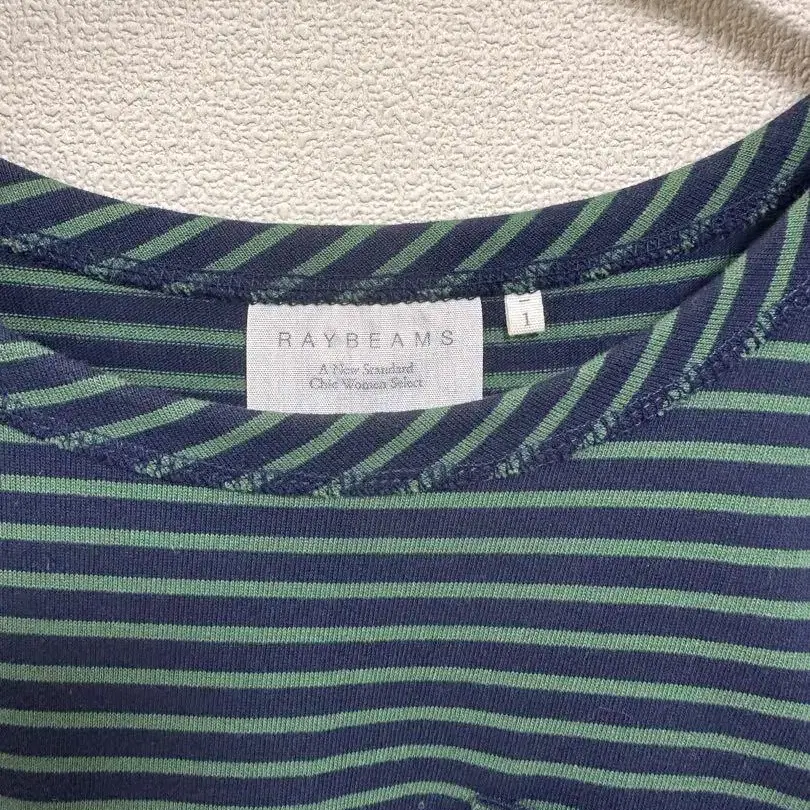 RAYBEAMS
A New Standard
Chic Women Select
1